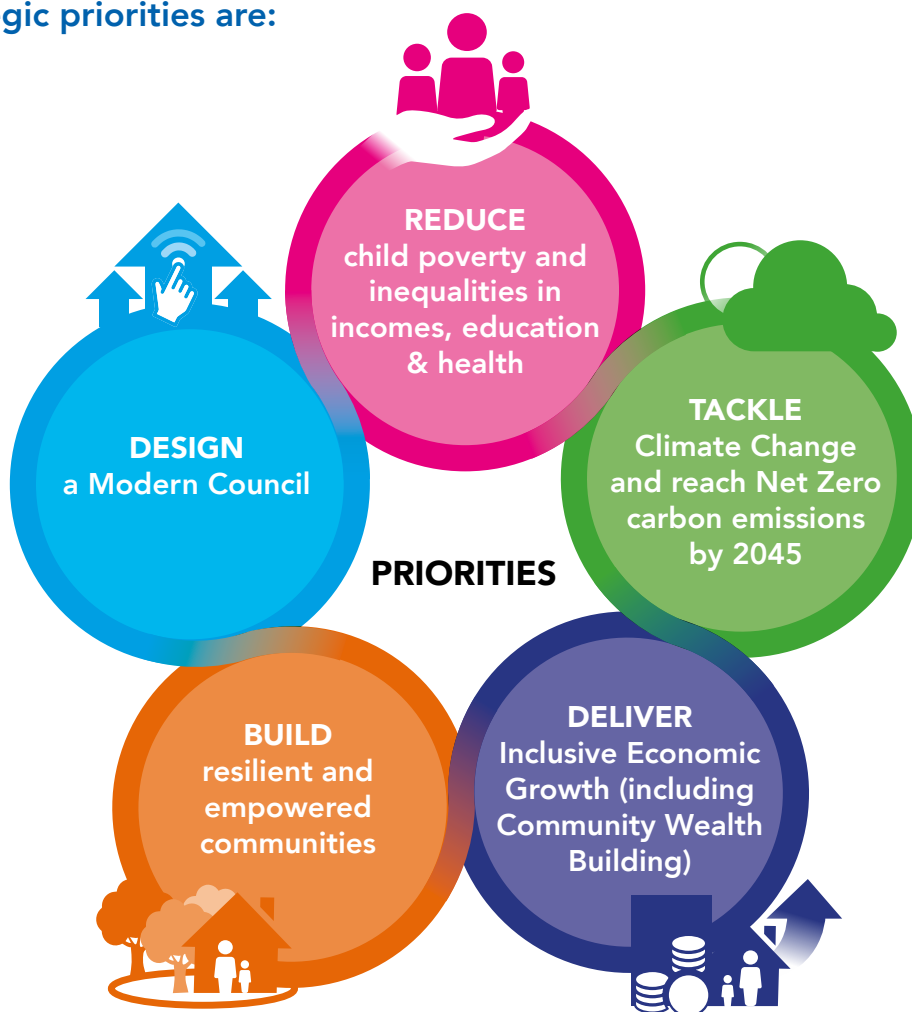 gic priorities are:
REDUCE
child poverty and
inequalities in
incomes, education
& health
TACKLE
Climate Change
and reach Net Zero
carbon emissions
by 2045
DESIGN
a Modern Council
PRIORITIES
DELIVER
Inclusive Economic
Growth (including
Community Wealth
Building)
BUILD
resilient and
empowered
communities